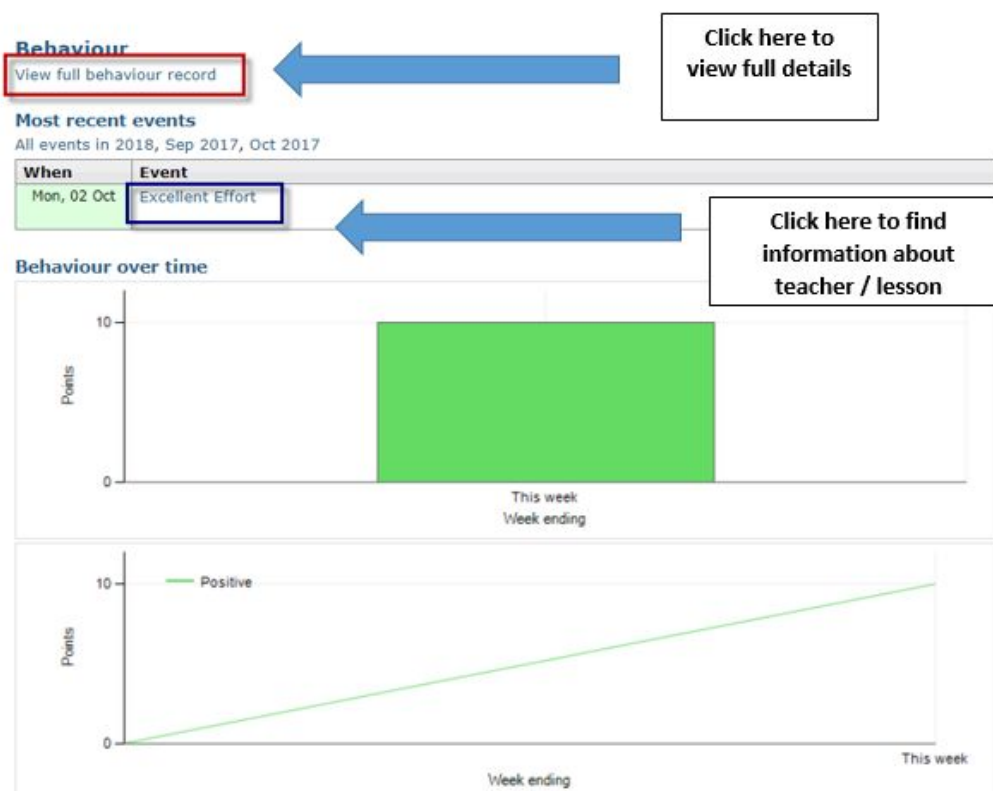 Behaviour
View full behaviour record
Click here to
view full details
Most recent events
All events in 2018, Sep 2017, Oct 2017
When Event
Mon, 02 Oct Excellent Effort
Click here to find
information about
teacher / lesson
Behaviour over time
10
Points
0
This week
Week ending
10
Positive
Points
0
This week
Week ending